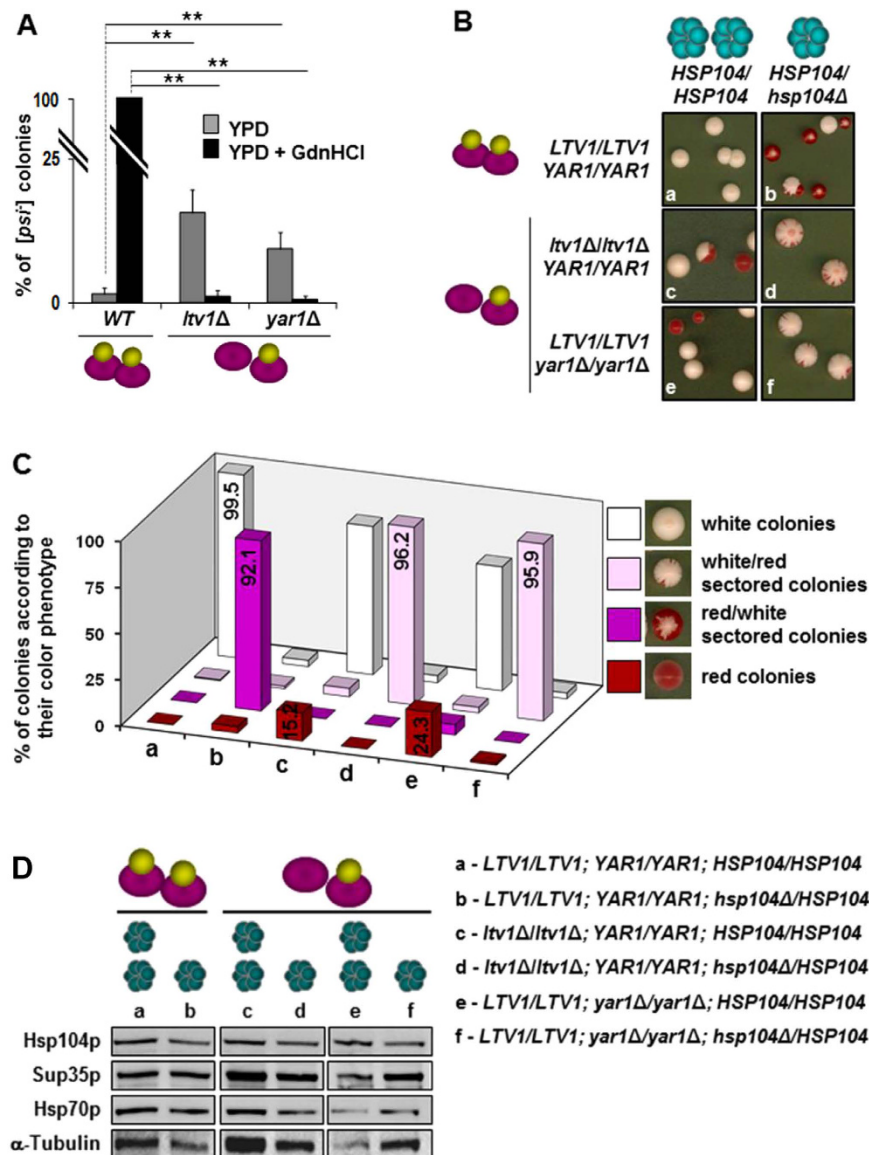 A
**
**
**
**
100
25
0
% of [psi-] colonies
YPD
YPD + GdnHCl
WT
ltv1Δ
yar1Δ
B
HSP104/
HSP104
HSP104/
hsp104Δ
LTV1/LTV1
YAR1/YAR1
ltv1Δ/ltv1Δ
YAR1/YAR1
LTV1/LTV1
yar1Δ/yar1Δ
a
b
c
d
e
f
C
% of colonies according to
their color phenotype
100
75
50
25
0
99.5
92.1
15.2
96.2
24.3
95.9
a
b
c
d
e
f
white colonies
white/red
sectored colonies
red/white
sectored colonies
red colonies
D
a
b
c
d
e
f
Hsp104p
Sup35p
Hsp70p
α-Tubulin
a - LTV1/LTV1; YAR1/YAR1; HSP104/HSP104
b - LTV1/LTV1; YAR1/YAR1; hsp104Δ/HSP104
c - ltv1Δ/ltv1Δ; YAR1/YAR1; HSP104/HSP104
d - ltv1Δ/ltv1Δ; YAR1/YAR1; hsp104Δ/HSP104
e - LTV1/LTV1; yar1Δ/yar1Δ; HSP104/HSP104
f - LTV1/LTV1; yar1Δ/yar1Δ; hsp104Δ/HSP104